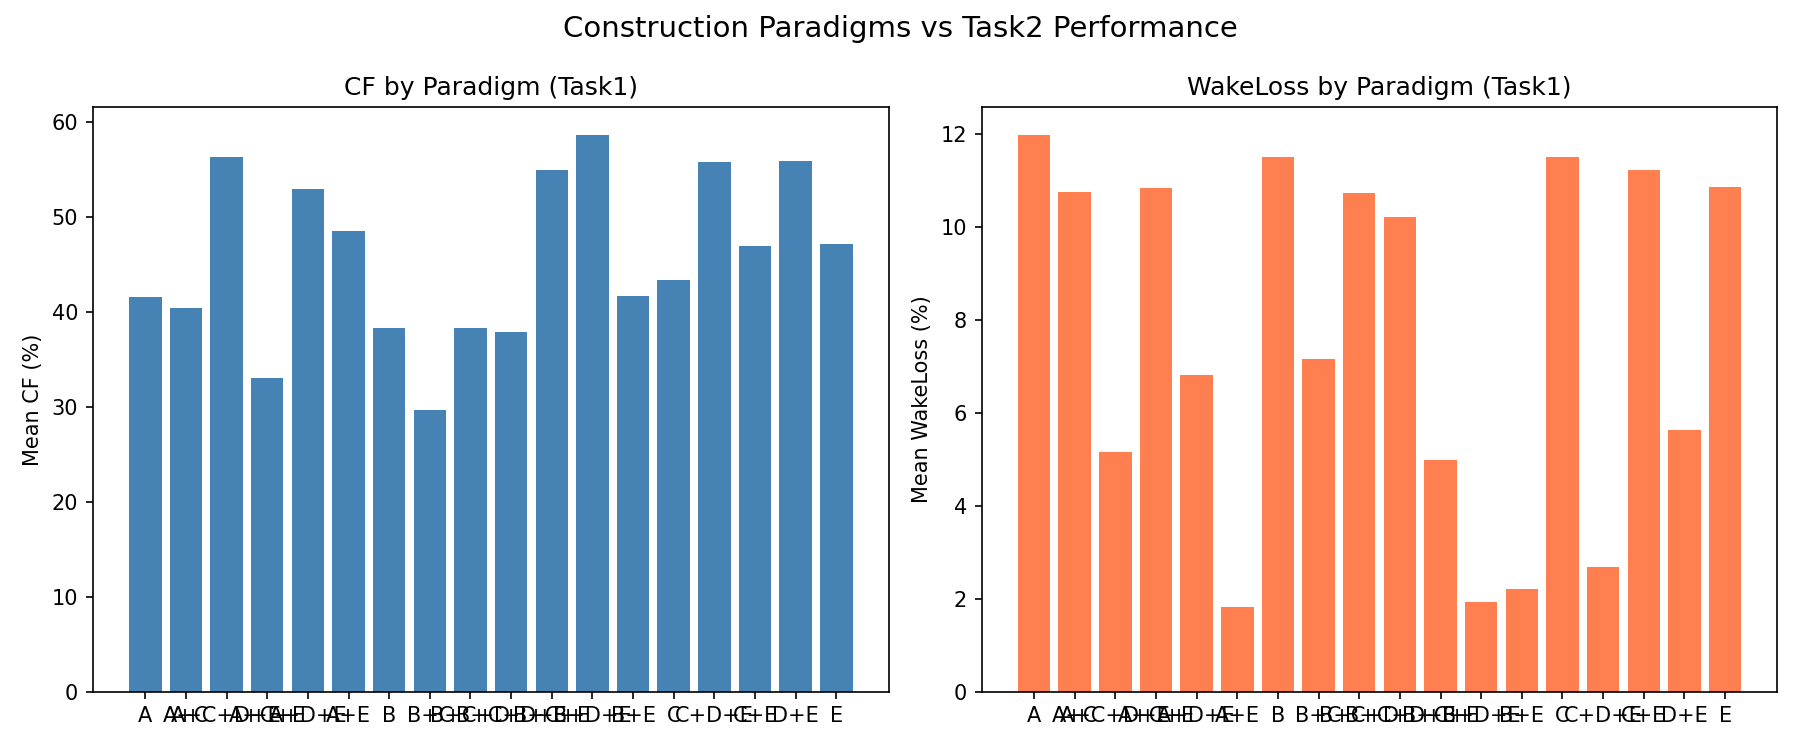 Construction Paradigms vs Task2 Performance
CF by Paradigm (Task1)
Mean CF (%)
60
50
40
30
20
10
0
A A+C A+C+D+E A+C+E A+D+E A+E B B+D+E B+E C C+D+E C+E D+E E
WakeLoss by Paradigm (Task1)
Mean WakeLoss (%)
12
10
8
6
4
2
0
A A+C A+C+D+E A+C+E A+D+E A+E B B+D+E B+E C C+D+E C+E D+E E